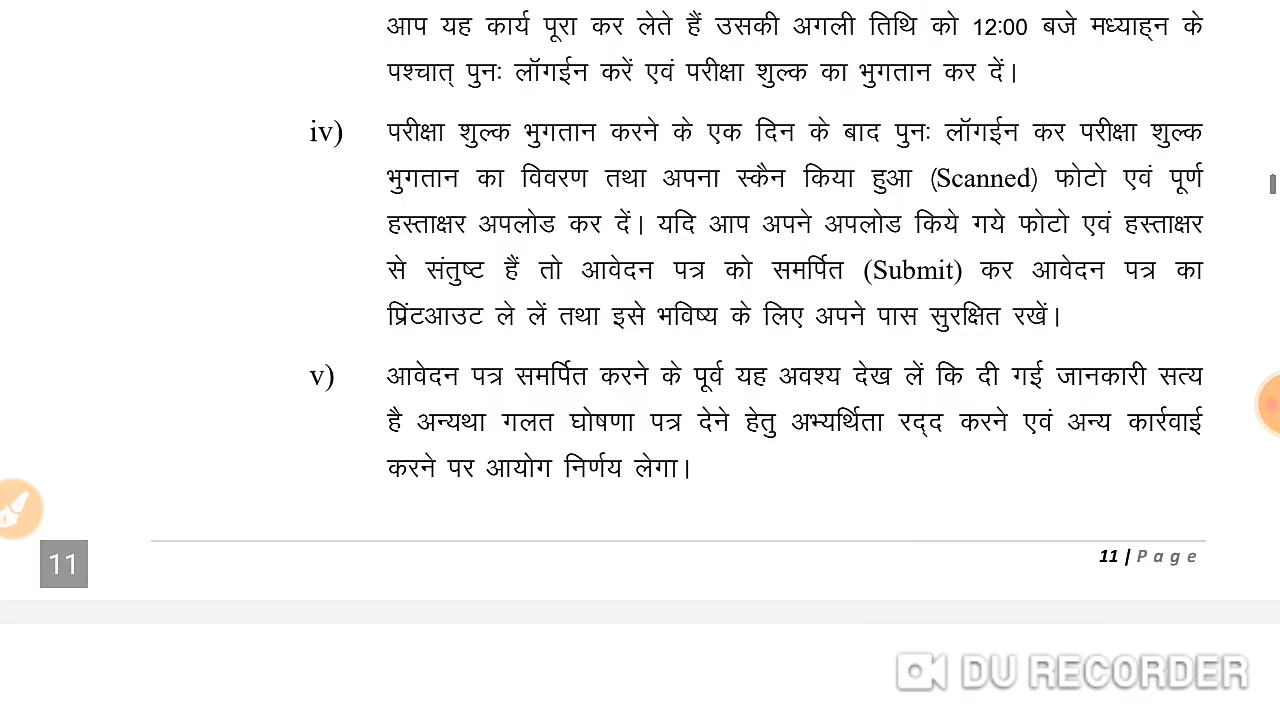 आप यह कार्य पूरा कर लेते हैं उसकी अगली तिथि को 12:00 बजे मध्याह्न के
पश्चात् पुनः लॉगईन करें एवं परीक्षा शुल्क का भुगतान कर दें।
iv) परीक्षा शुल्क भुगतान करने के एक दिन के बाद पुनः लॉगईन कर परीक्षा शुल्क
भुगतान का विवरण तथा अपना स्कैन किया हुआ (Scanned) फोटो एवं पूर्ण
हस्ताक्षर अपलोड कर दें। यदि आप अपने अपलोड किये गये फोटो एवं हस्ताक्षर
से संतुष्ट हैं तो आवेदन पत्र को समर्पित (Submit) कर आवेदन पत्र का
प्रिंटआउट ले लें तथा इसे भविष्य के लिए अपने पास सुरक्षित रखें।
v) आवेदन पत्र समर्पित करने के पूर्व यह अवश्य देख लें कि दी गई जानकारी सत्य
है अन्यथा गलत घोषणा पत्र देने हेतु अभ्यर्थिता रद्द करने एवं अन्य कार्रवाई
करने पर आयोग निर्णय लेगा।
11 | Page
11
DU RECORDER